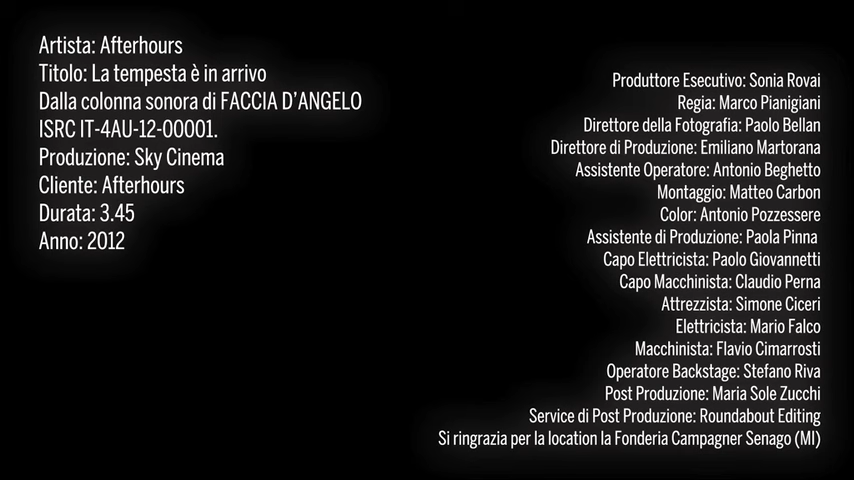 Artista: Afterhours
Titolo: La tempesta è in arrivo
Dalla colonna sonora di FACCIA D'ANGELO
ISRC IT-4AU-12-00001.
Produzione: Sky Cinema
Cliente: Afterhours
Durata: 3.45
Anno: 2012
Produttore Esecutivo: Sonia Rovai
Regia: Marco Pianigiani
Direttore della Fotografia: Paolo Bellan
Direttore di Produzione: Emiliano Martorana
Assistente Operatore: Antonio Beghetto
Montaggio: Matteo Carbon
Color: Antonio Pozzessere
Assistente di Produzione: Paola Pinna
Capo Elettricista: Paolo Giovannetti
Capo Macchinista: Claudio Perna
Attrezzista: Simone Ciceri
Elettricista: Mario Falco
Macchinista: Flavio Cimarrosti
Operatore Backstage: Stefano Riva
Post Produzione: Maria Sole Zucchi
Service di Post Produzione: Roundabout Editing
Si ringrazia per la location la Fonderia Campagner Senago (MI)